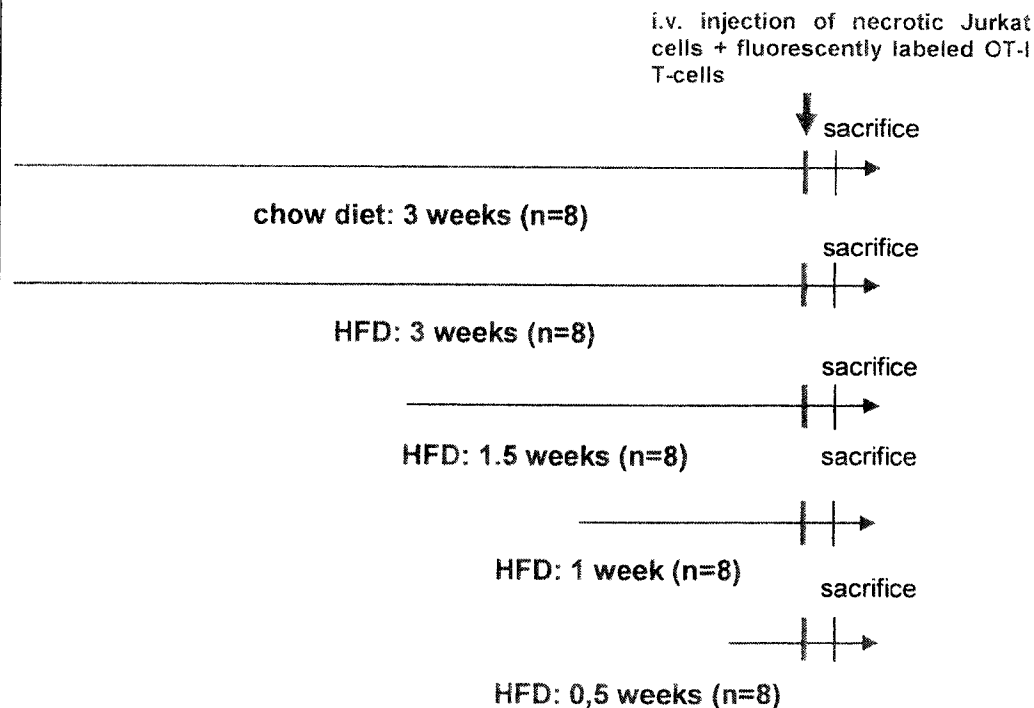 i.v. injection of necrotic Jurkat
cells + fluorescently labeled OT-I
T-cells
sacrifice
chow diet: 3 weeks (n=8)
sacrifice
HFD: 3 weeks (n=8)
sacrifice
HFD: 1.5 weeks (n=8)
sacrifice
HFD: 1 week (n=8)
sacrifice
HFD: 0,5 weeks (n=8)